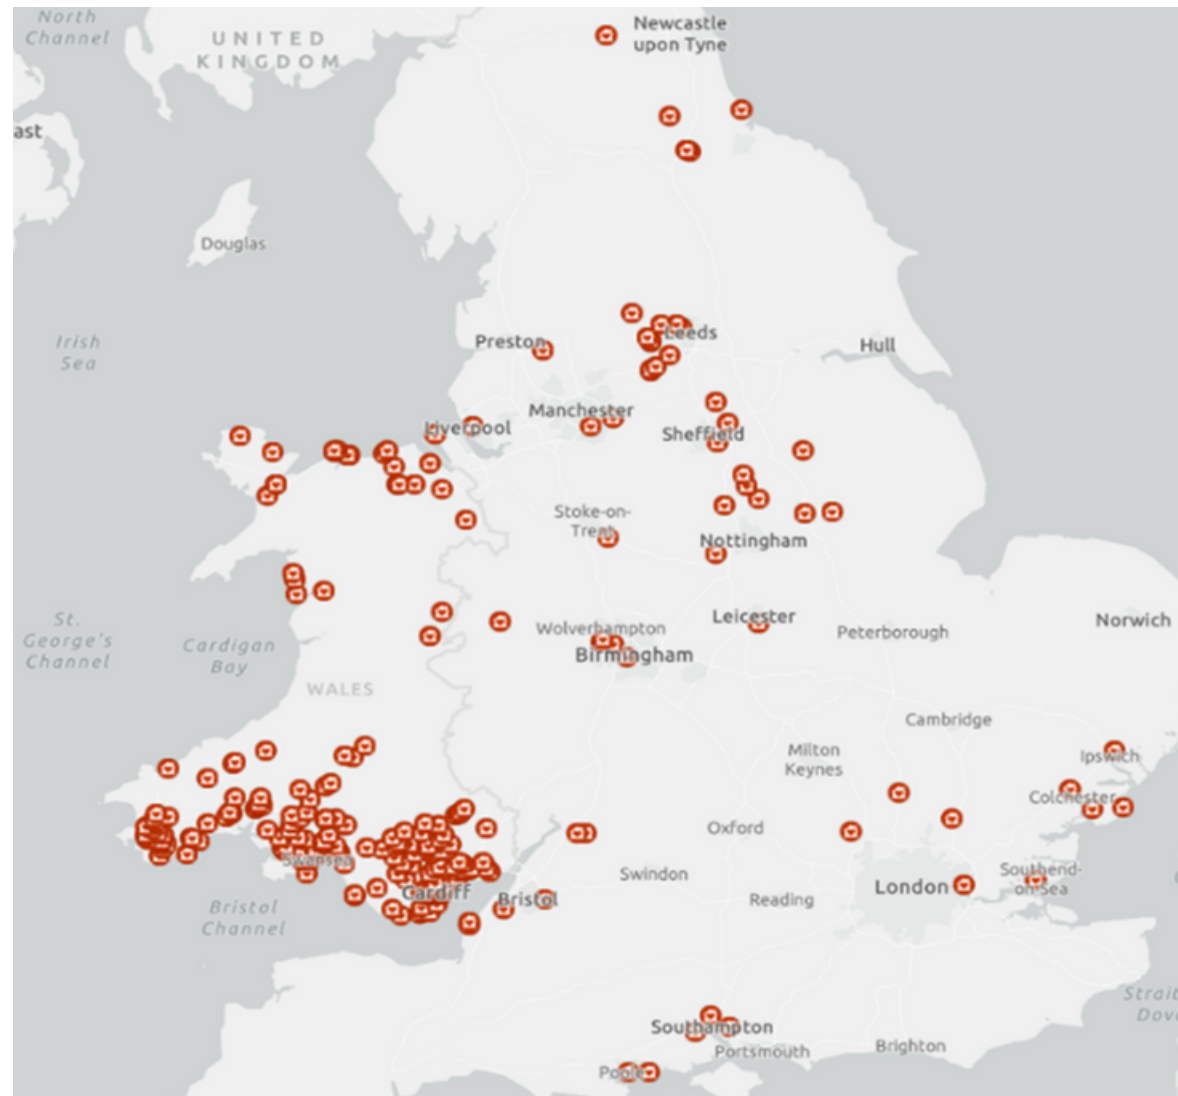 North
Channel
UNITED
KINGDOM
Newcastle
upon Tyne
ast
Douglas
Irish
Sea
Preston
Leeds
Hull
Manchester
Liverpool
Sheffield
Stoke-on-
Trent
Nottingham
St.
George's
Channel
Cardigan
Bay
Wolverhampton
Birmingham
Leicester
Peterborough
Norwich
WALES
Cambridge
Milton
Keynes
Ipswich
Colchester
Oxford
Swansea
Swindon
Cardiff
Bristol
Reading
London
Southend-
on-Sea
Bristol
Channel
Strait
Dov
Southampton
Portsmouth
Brighton
Poole